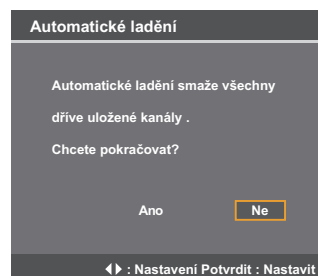 Automatické ladění
Automatické ladění smaže všechny
dříve uložené kanály .
Chcete pokračovat?
Ano Ne
: Nastavení Potvrdit : Nastavit